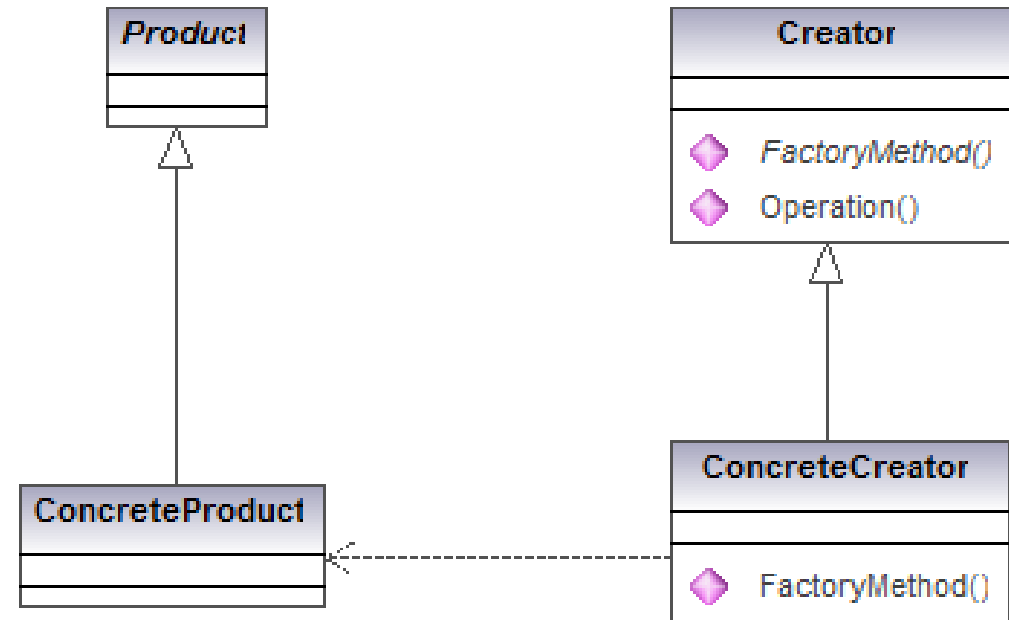 Product
Creator
FactoryMethod()
Operation()
ConcreteProduct
ConcreteCreator
FactoryMethod()